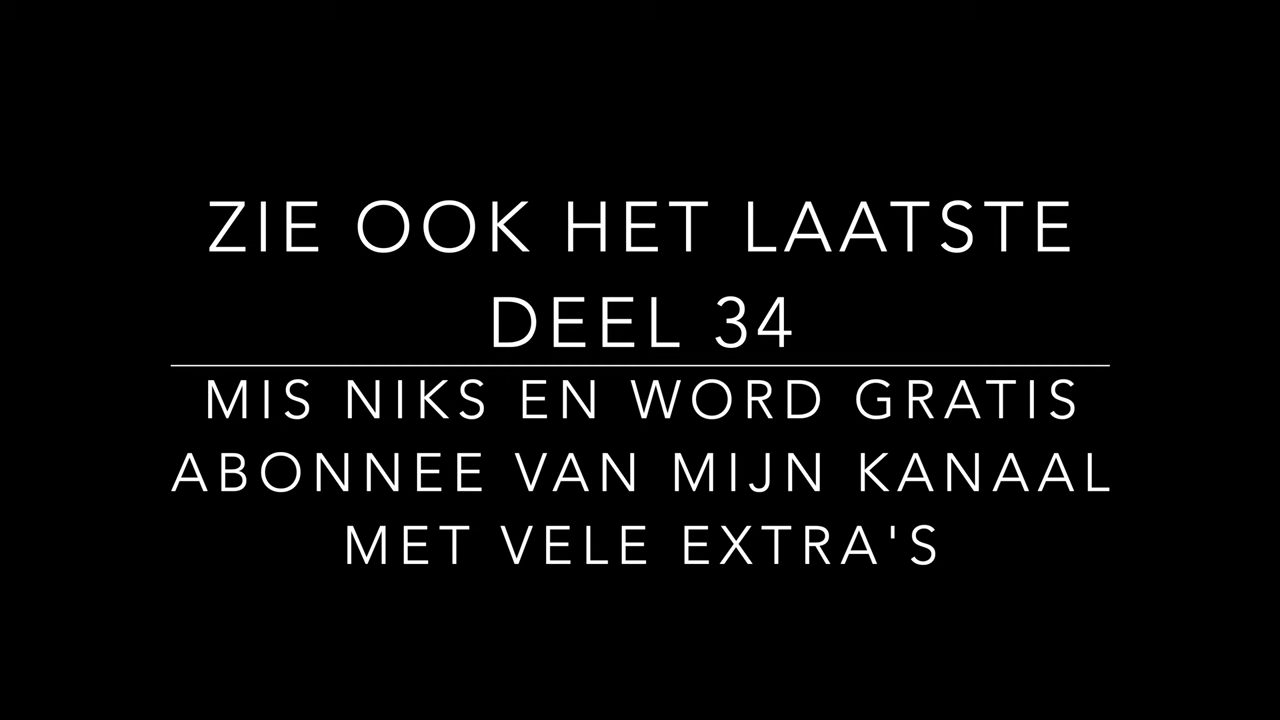 ZIE OOK HET LAATSTE
DEEL 34
MIS NIKS EN WORD GRATIS
ABONNEE VAN MIJN KANAAL
MET VELE EXTRA'S